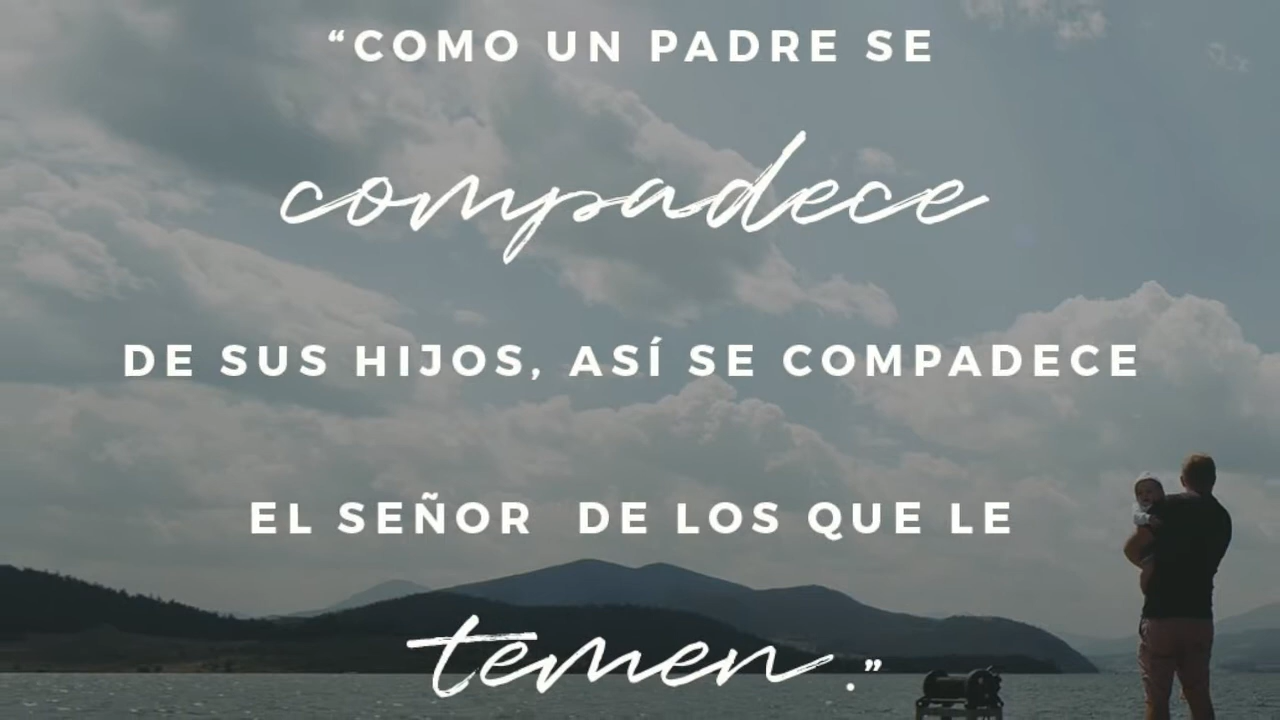 “COMO UN PADRE SE
compadece
DE SUS HIJOS, ASÍ SE COMPADECE
EL SEÑOR DE LOS QUE LE
temen.”